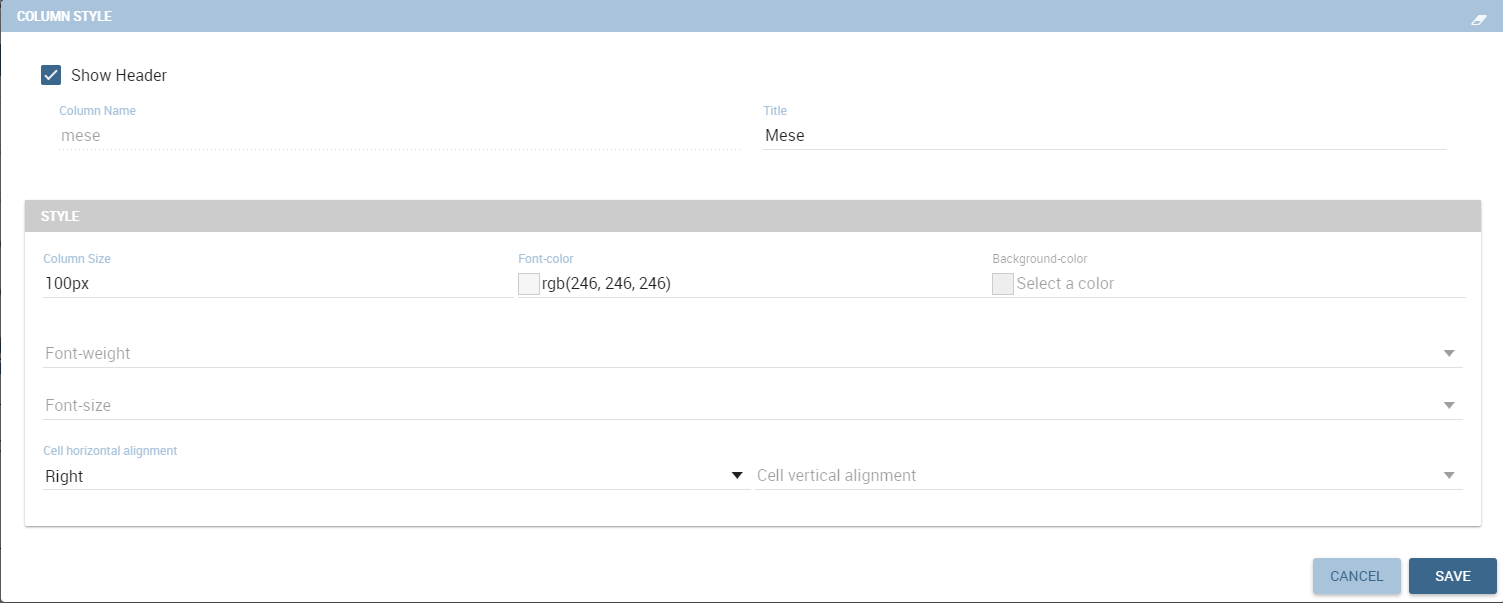 COLUMN STYLE
Show Header
Column Name
Title
mese
Mese
STYLE
Column Size
Font-color
Background-color
100px
rgb(246, 246, 246)
Select a color
Font-weight
Font-size
Cell horizontal alignment
Right
Cell vertical alignment
CANCEL
SAVE